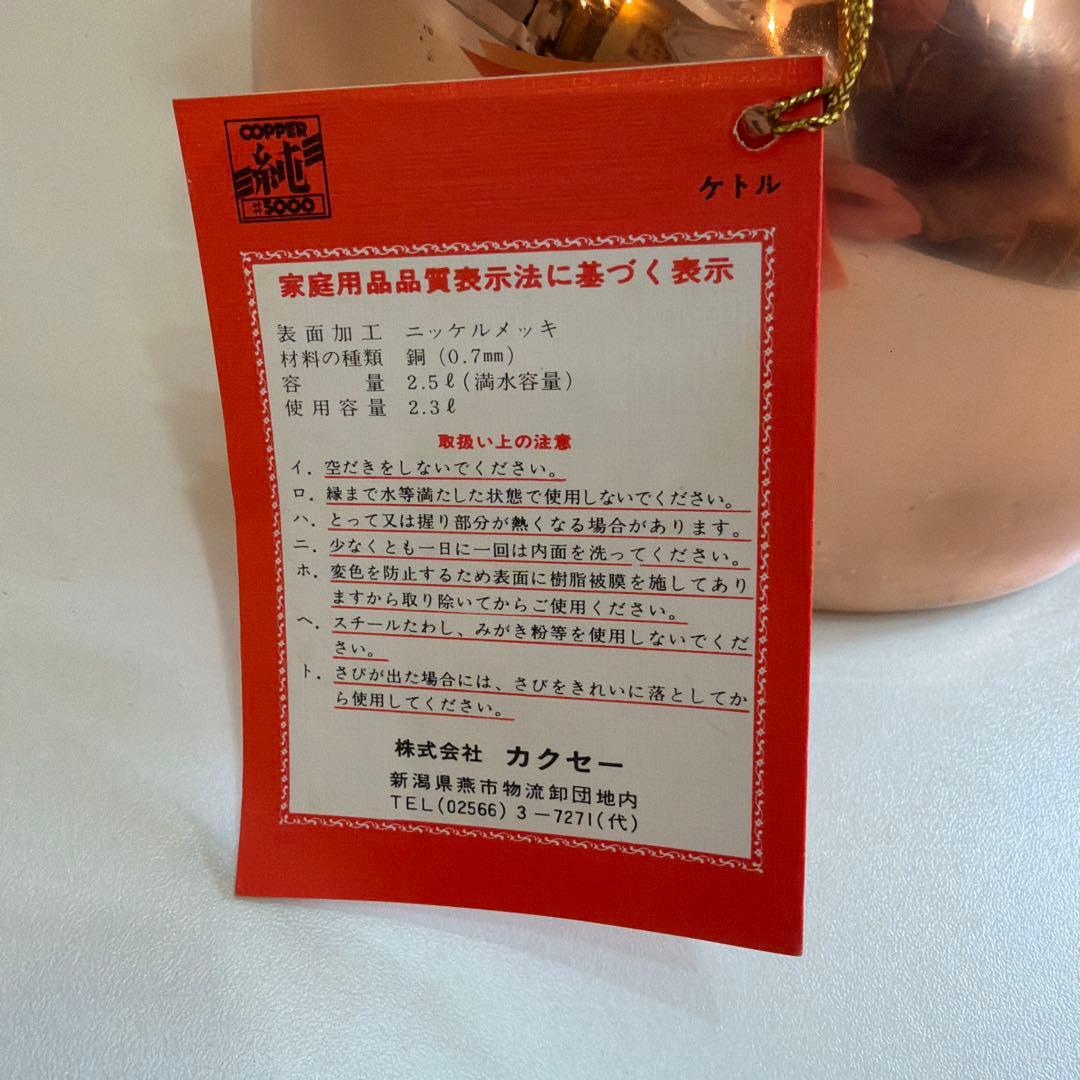 COPPER
純
#5000
ケトル
家庭用品品質表示法に基づく表示
表面加工 ニッケルメッキ
材料の種類 銅(0.7mm)
容量 2.5ℓ(満水容量)
使用容量 2.3ℓ
取扱い上の注意
イ. 空だきをしないでください。
ロ. 縁まで水等満たした状態で使用しないでください。
ハ. とって又は握り部分が熱くなる場合があります。
ニ. 少なくとも一日に一回は内面を洗ってください。
ホ. 変色を防止するため表面に樹脂被膜を施してあり
ますから取り除いてからご使用ください。
ヘ. スチールたわし、みがき粉等を使用しないでくだ
さい。
ト. さびが出た場合には、さびをきれいに落としてか
ら使用してください。
株式会社 カクセー
新潟県燕市物流卸団地内
TEL(02566)3－7271(代)